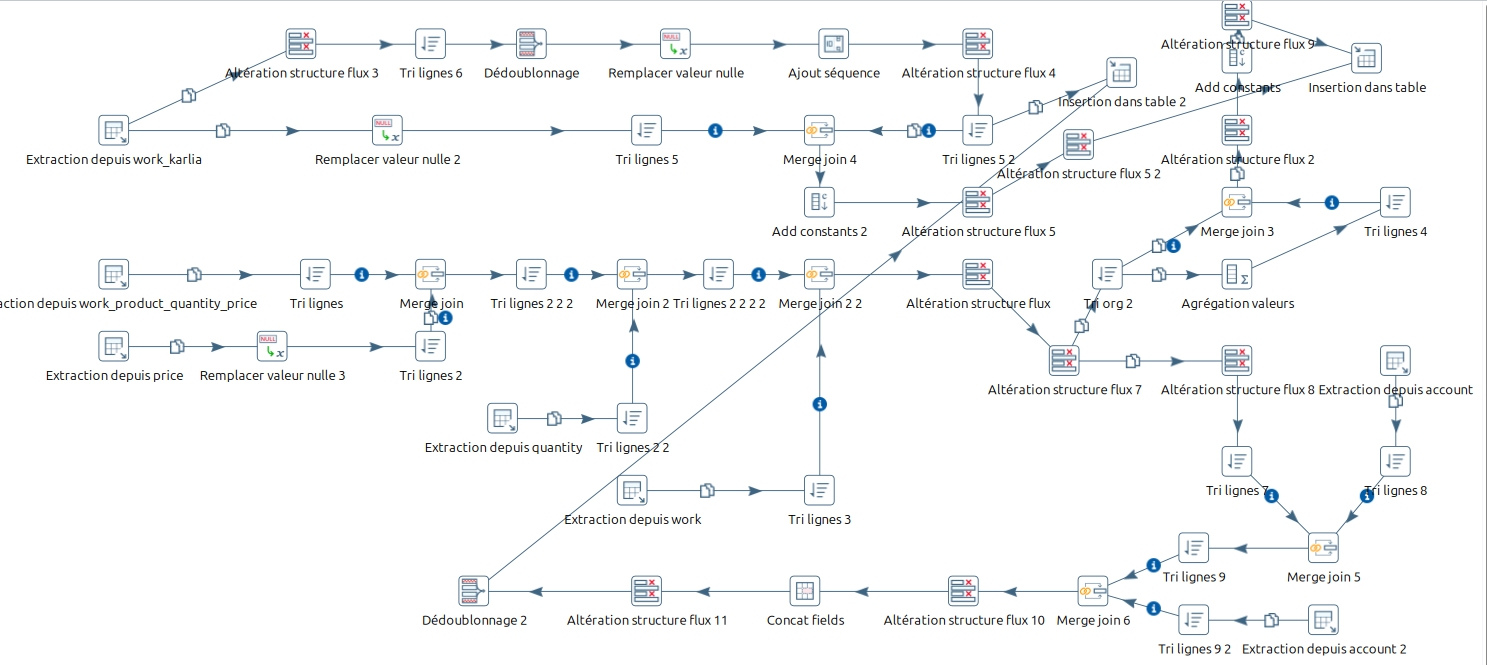 Altération structure flux 9
Altération structure flux 3
Tri lignes 6
Dédoublonnage
Remplacer valeur nulle
Ajout séquence
Altération structure flux 4
Add constants
Insertion dans table
Insertion dans table 2
Extraction depuis work_karlia
Remplacer valeur nulle 2
Tri lignes 5
Merge join 4
Tri lignes 5 2
Altération structure flux 5 2
Altération structure flux 2
Add constants 2
Altération structure flux 5
Merge join 3
Tri lignes 4
ction depuis work_product_quantity_price
Tri lignes
Merge join
Tri lignes 2 2 2
Merge join 2
Tri lignes 2 2 2 2
Merge join 2 2
Altération structure flux
Tri org 2
Agrégation valeurs
Extraction depuis price
Remplacer valeur nulle 3
Tri lignes 2
Altération structure flux 7
Altération structure flux 8
Extraction depuis account
Extraction depuis quantity
Tri lignes 2 2
Tri lignes 7
Tri lignes 8
Extraction depuis work
Tri lignes 3
Tri lignes 9
Merge join 5
Dédoublonnage 2
Altération structure flux 11
Concat fields
Altération structure flux 10
Merge join 6
Tri lignes 9 2
Extraction depuis account 2